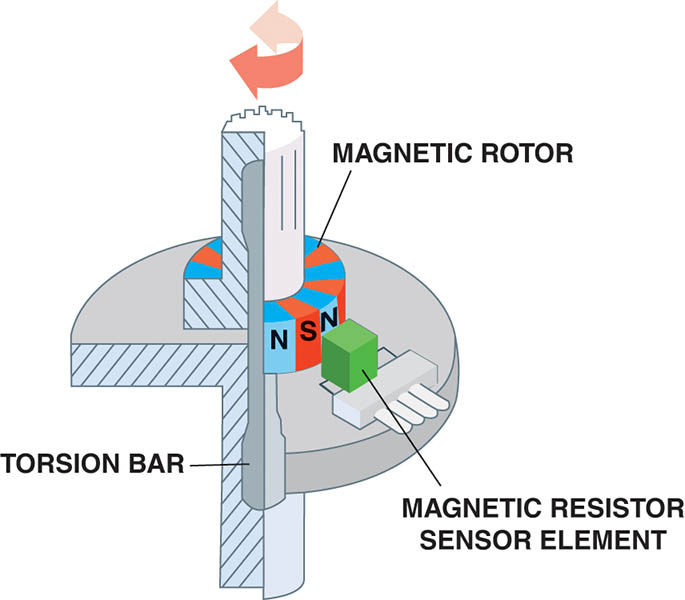 MAGNETIC ROTOR
N
S
N
TORSION BAR
MAGNETIC RESISTOR
SENSOR ELEMENT